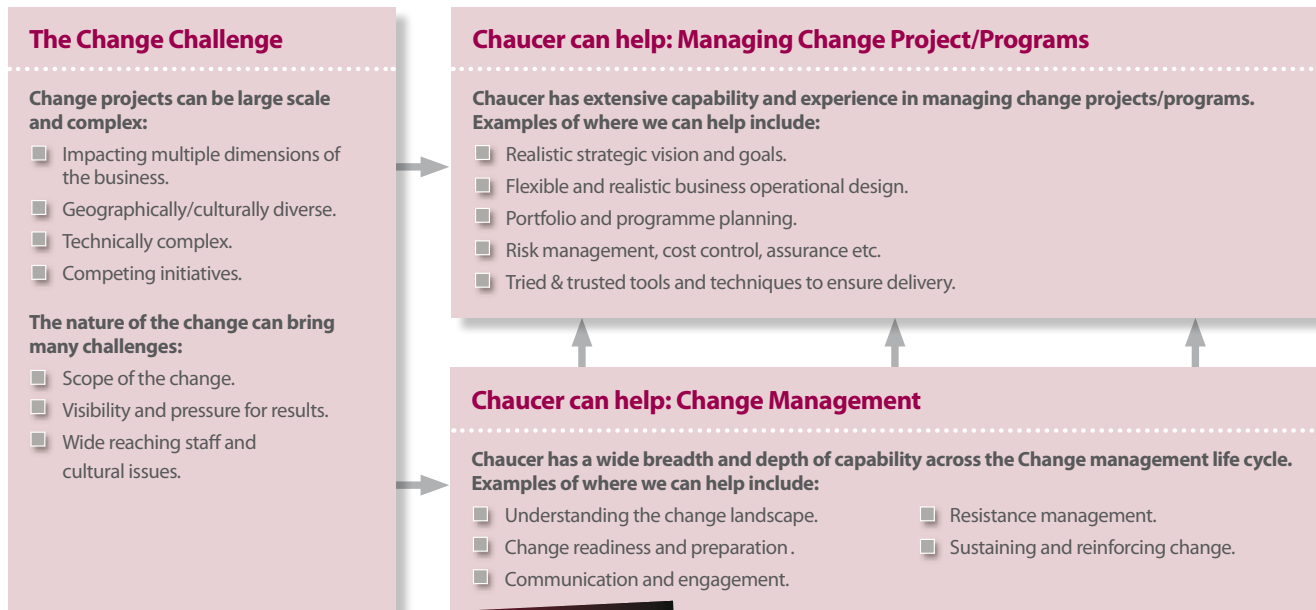 The Change Challenge
Change projects can be large scale
and complex:
Impacting multiple dimensions of
the business.
Geographically/culturally diverse.
Technically complex.
Competing initiatives.
The nature of the change can bring
many challenges:
Scope of the change.
Visibility and pressure for results.
Wide reaching staff and
cultural issues.
Chaucer can help: Managing Change Project/Programs
Chaucer has extensive capability and experience in managing change projects/programs.
Examples of where we can help include:
Realistic strategic vision and goals.
Flexible and realistic business operational design.
Portfolio and programme planning.
Risk management, cost control, assurance etc.
Tried & trusted tools and techniques to ensure delivery.
Chaucer can help: Change Management
Chaucer has a wide breadth and depth of capability across the Change management life cycle.
Examples of where we can help include:
Understanding the change landscape.
Change readiness and preparation .
Communication and engagement.
Resistance management.
Sustaining and reinforcing change.